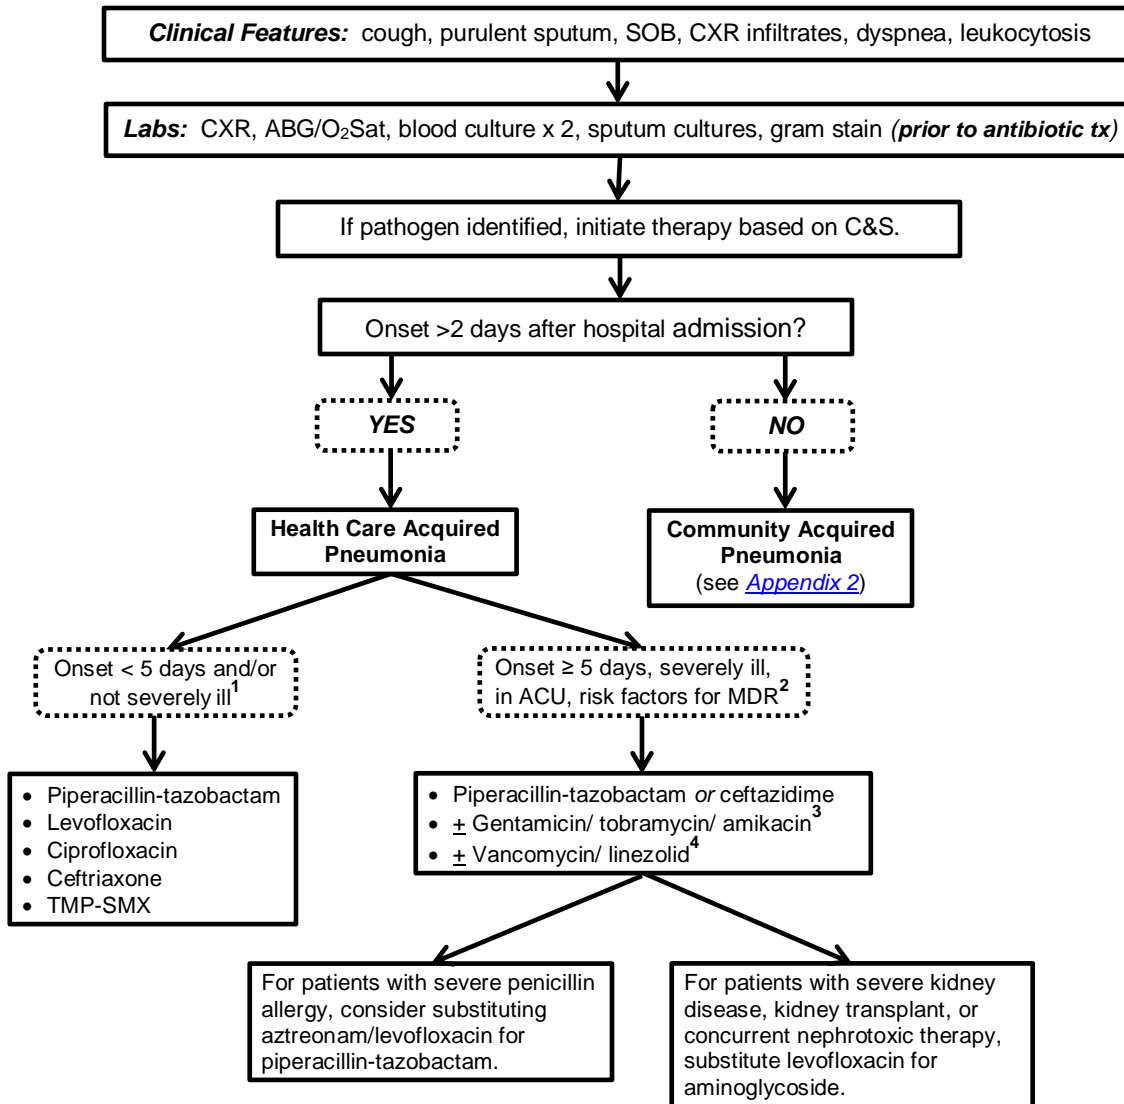 Clinical Features: cough, purulent sputum, SOB, CXR infiltrates, dyspnea, leukocytosis
Labs: CXR, ABG/O₂Sat, blood culture x 2, sputum cultures, gram stain (prior to antibiotic tx)
If pathogen identified, initiate therapy based on C&S.
Onset >2 days after hospital admission?
YES
NO
Health Care Acquired
Pneumonia
Community Acquired
Pneumonia
(see Appendix 2)
Onset < 5 days and/or
not severely ill¹
Onset ≥ 5 days, severely ill,
in ACU, risk factors for MDR²
• Piperacillin-tazobactam
• Levofloxacin
• Ciprofloxacin
• Ceftriaxone
• TMP-SMX
• Piperacillin-tazobactam or ceftazidime
• ± Gentamicin/ tobramycin/ amikacin³
• ± Vancomycin/ linezolid⁴
For patients with severe penicillin
allergy, consider substituting
aztreonam/levofloxacin for
piperacillin-tazobactam.
For patients with severe kidney
disease, kidney transplant, or
concurrent nephrotoxic therapy,
substitute levofloxacin for
aminoglycoside.